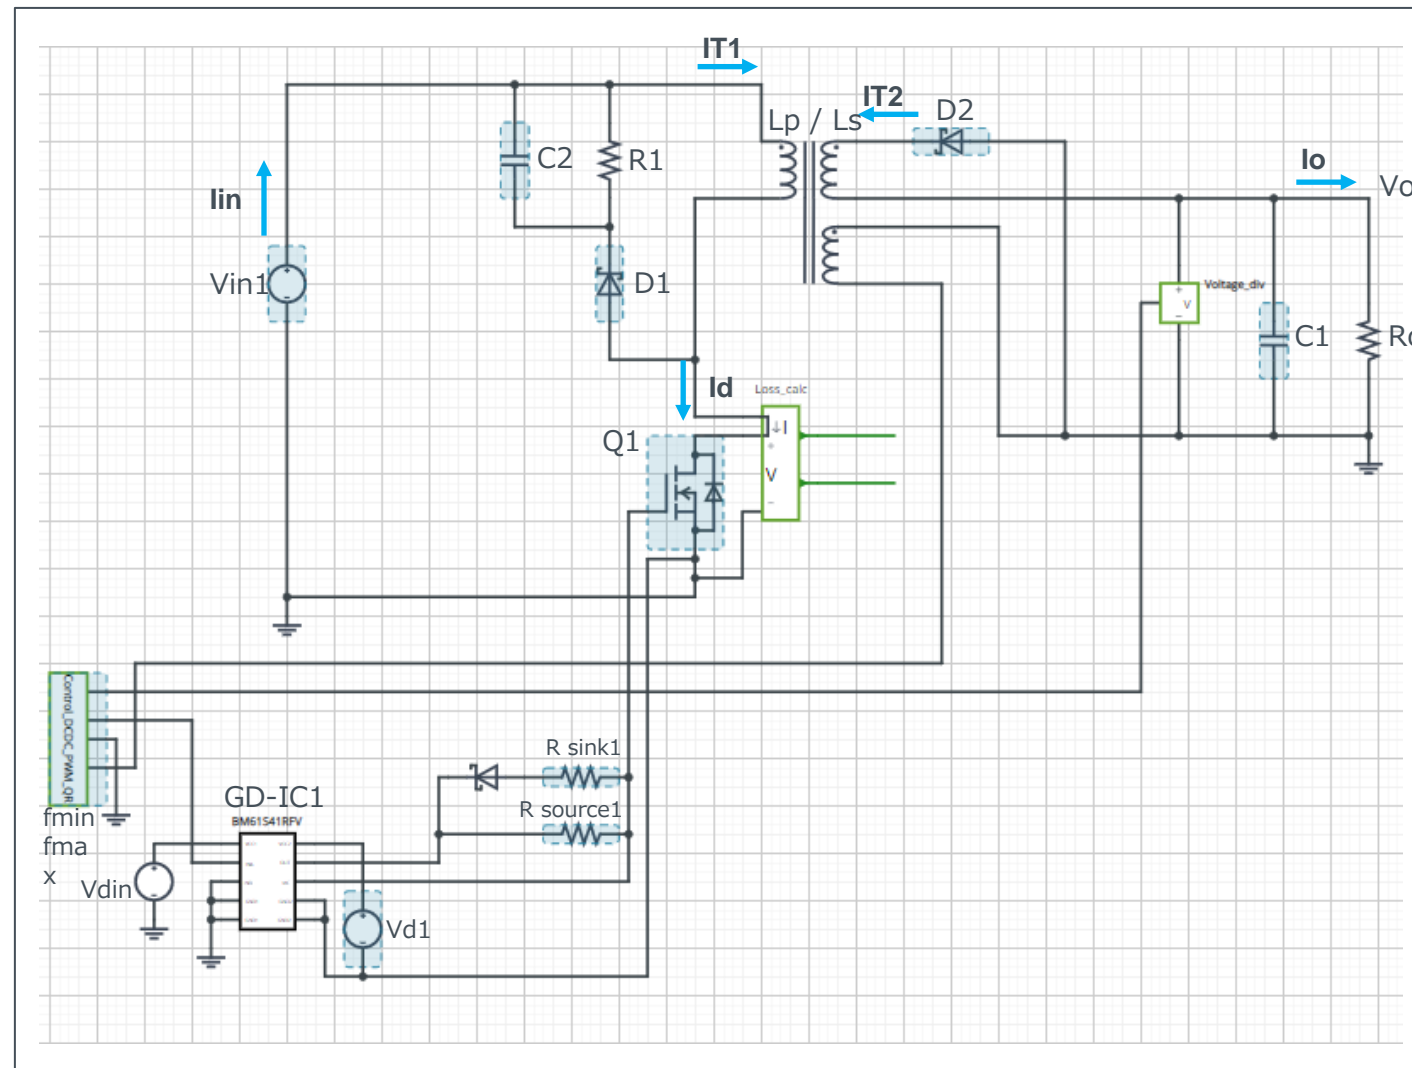 IT1
IT2
D2
Lp / Ls
Io
Vo
C2
R1
Iin
Vin1
D1
Voltage_div
V
C1
Id
Loss_calc
Q1
I
V
Control_DCDC_PWM_QR
R sink1
R source1
GD-IC1
BM61S41RFV
fmin
fma
x
Vdin
Vd1